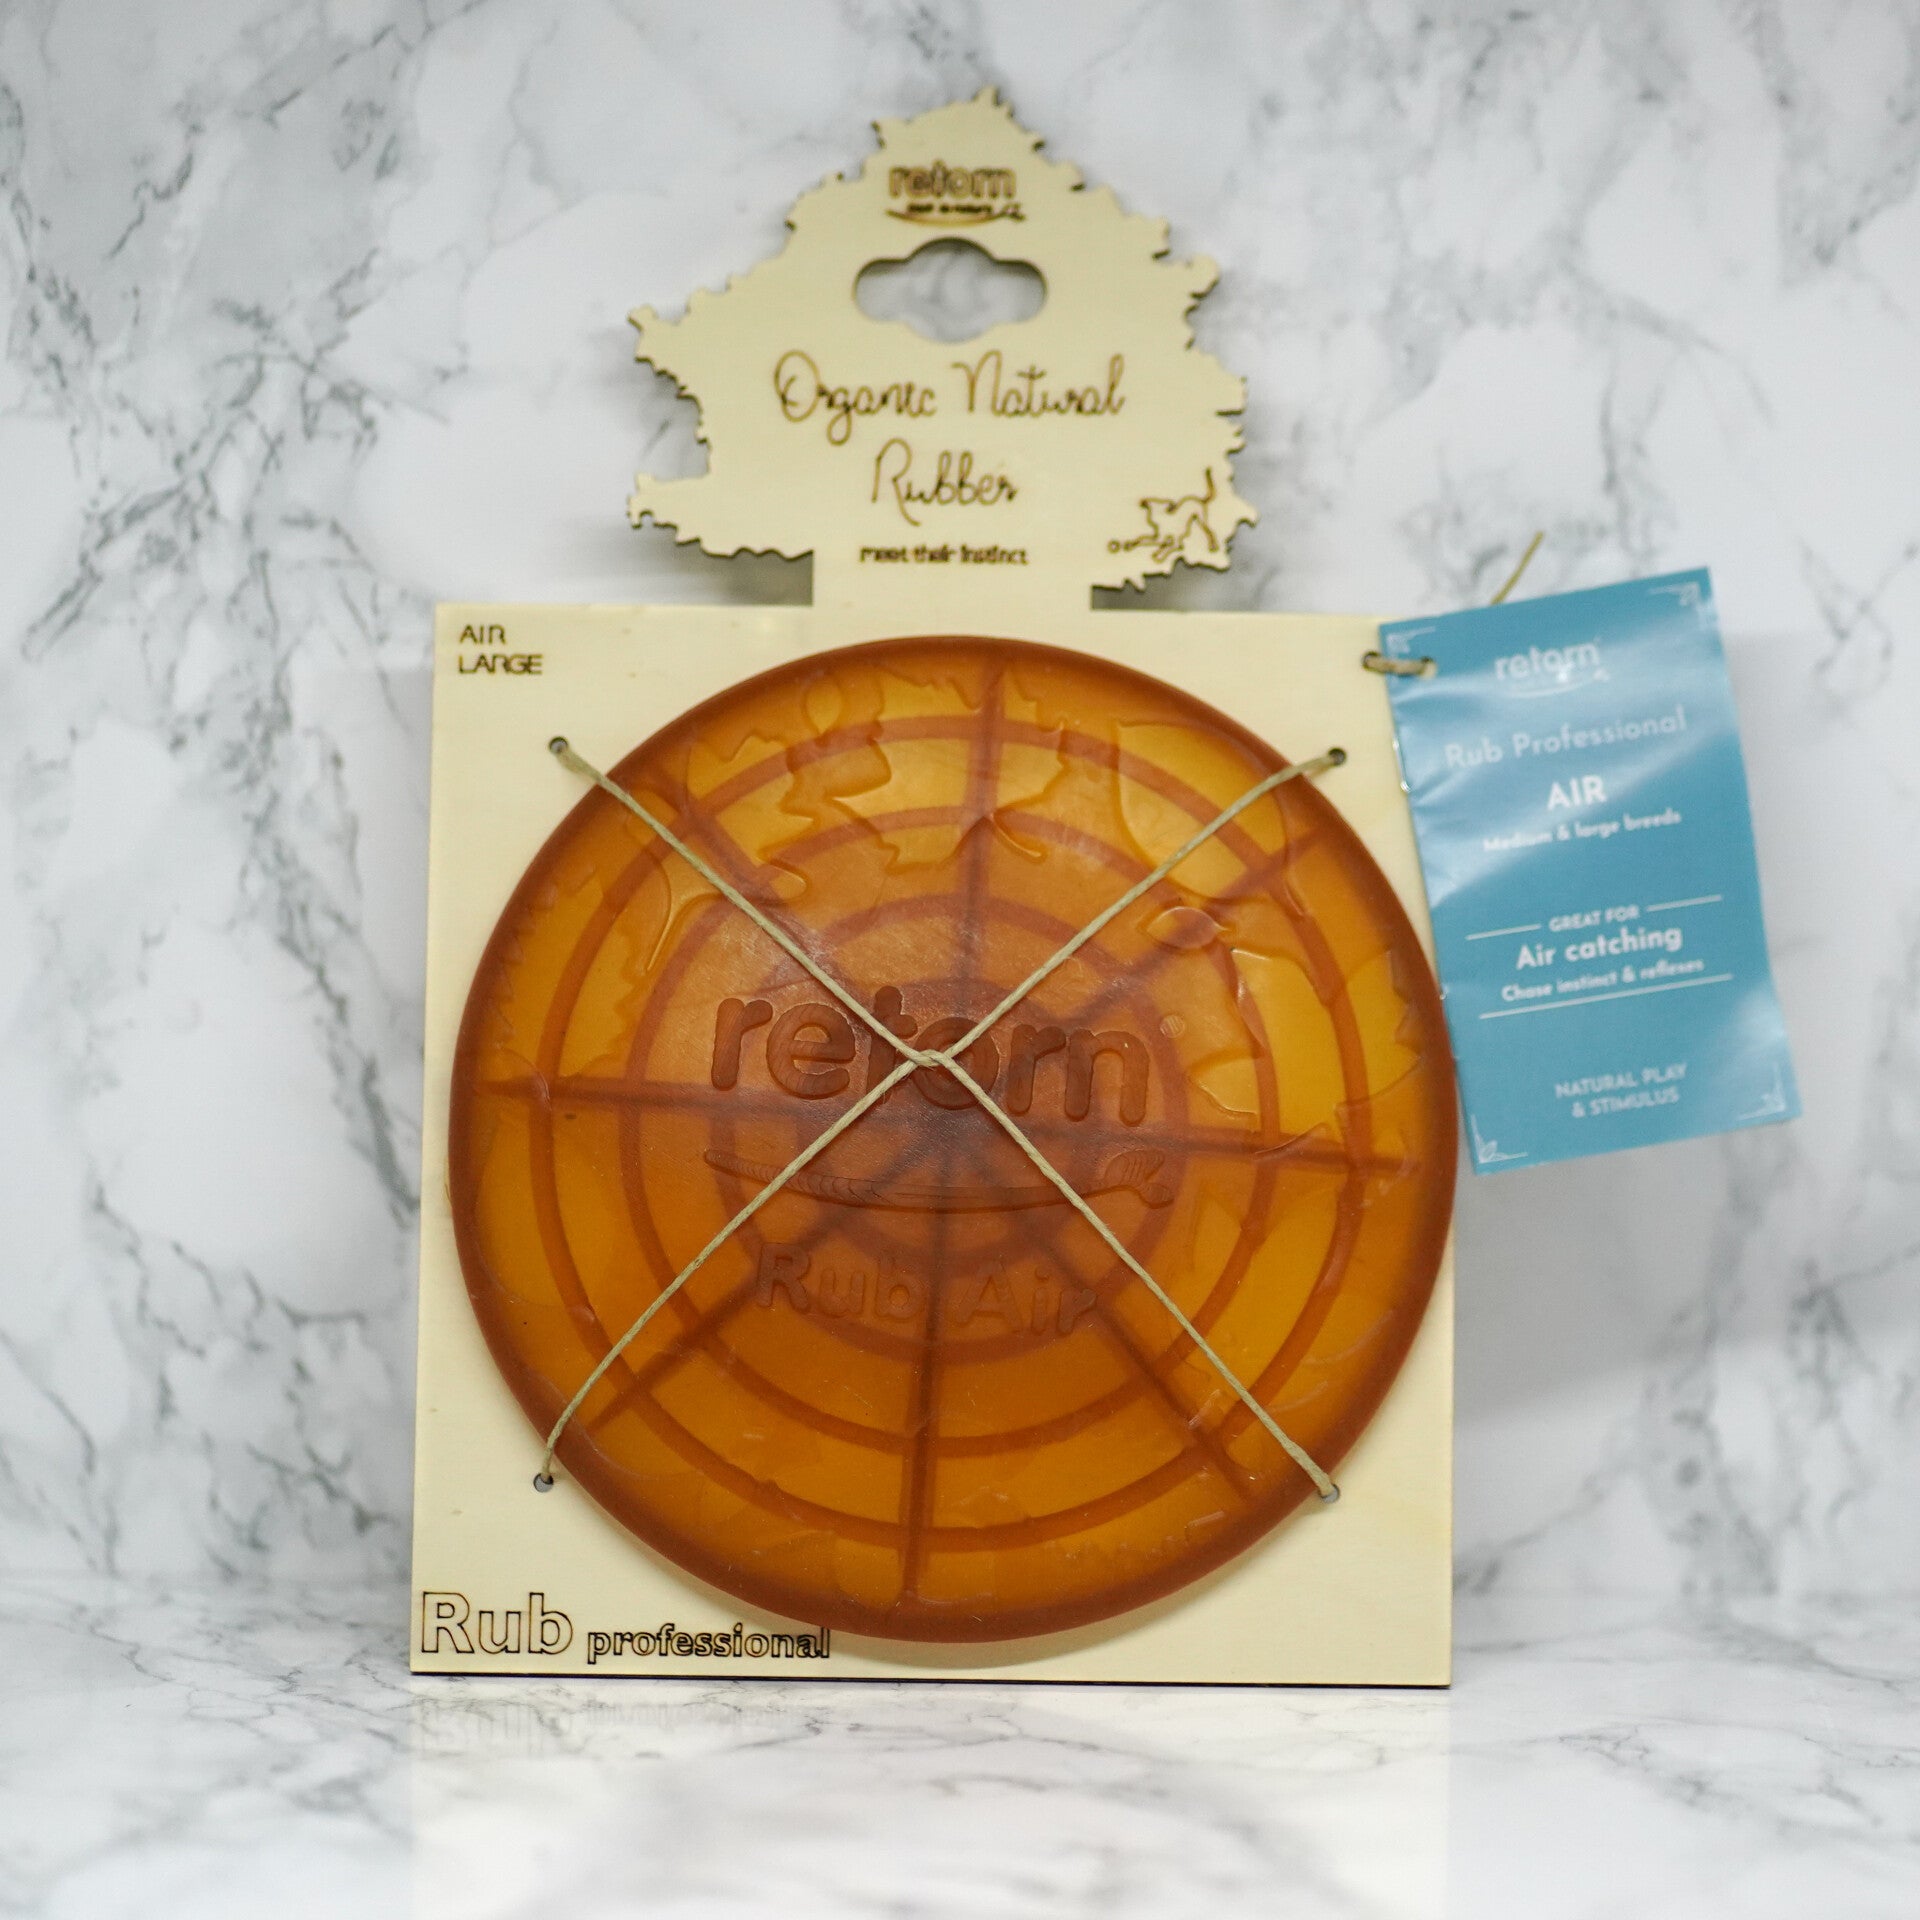 retorn
Organic Natural
Rubber
meet their instinct
AIR
LARGE
retorn
Rub Professional
AIR
Medium & large breeds
GREAT FOR
Air catching
Chase instinct & reflexes
NATURAL PLAY
& STIMULUS
retorn
Rub Air
Rub professional